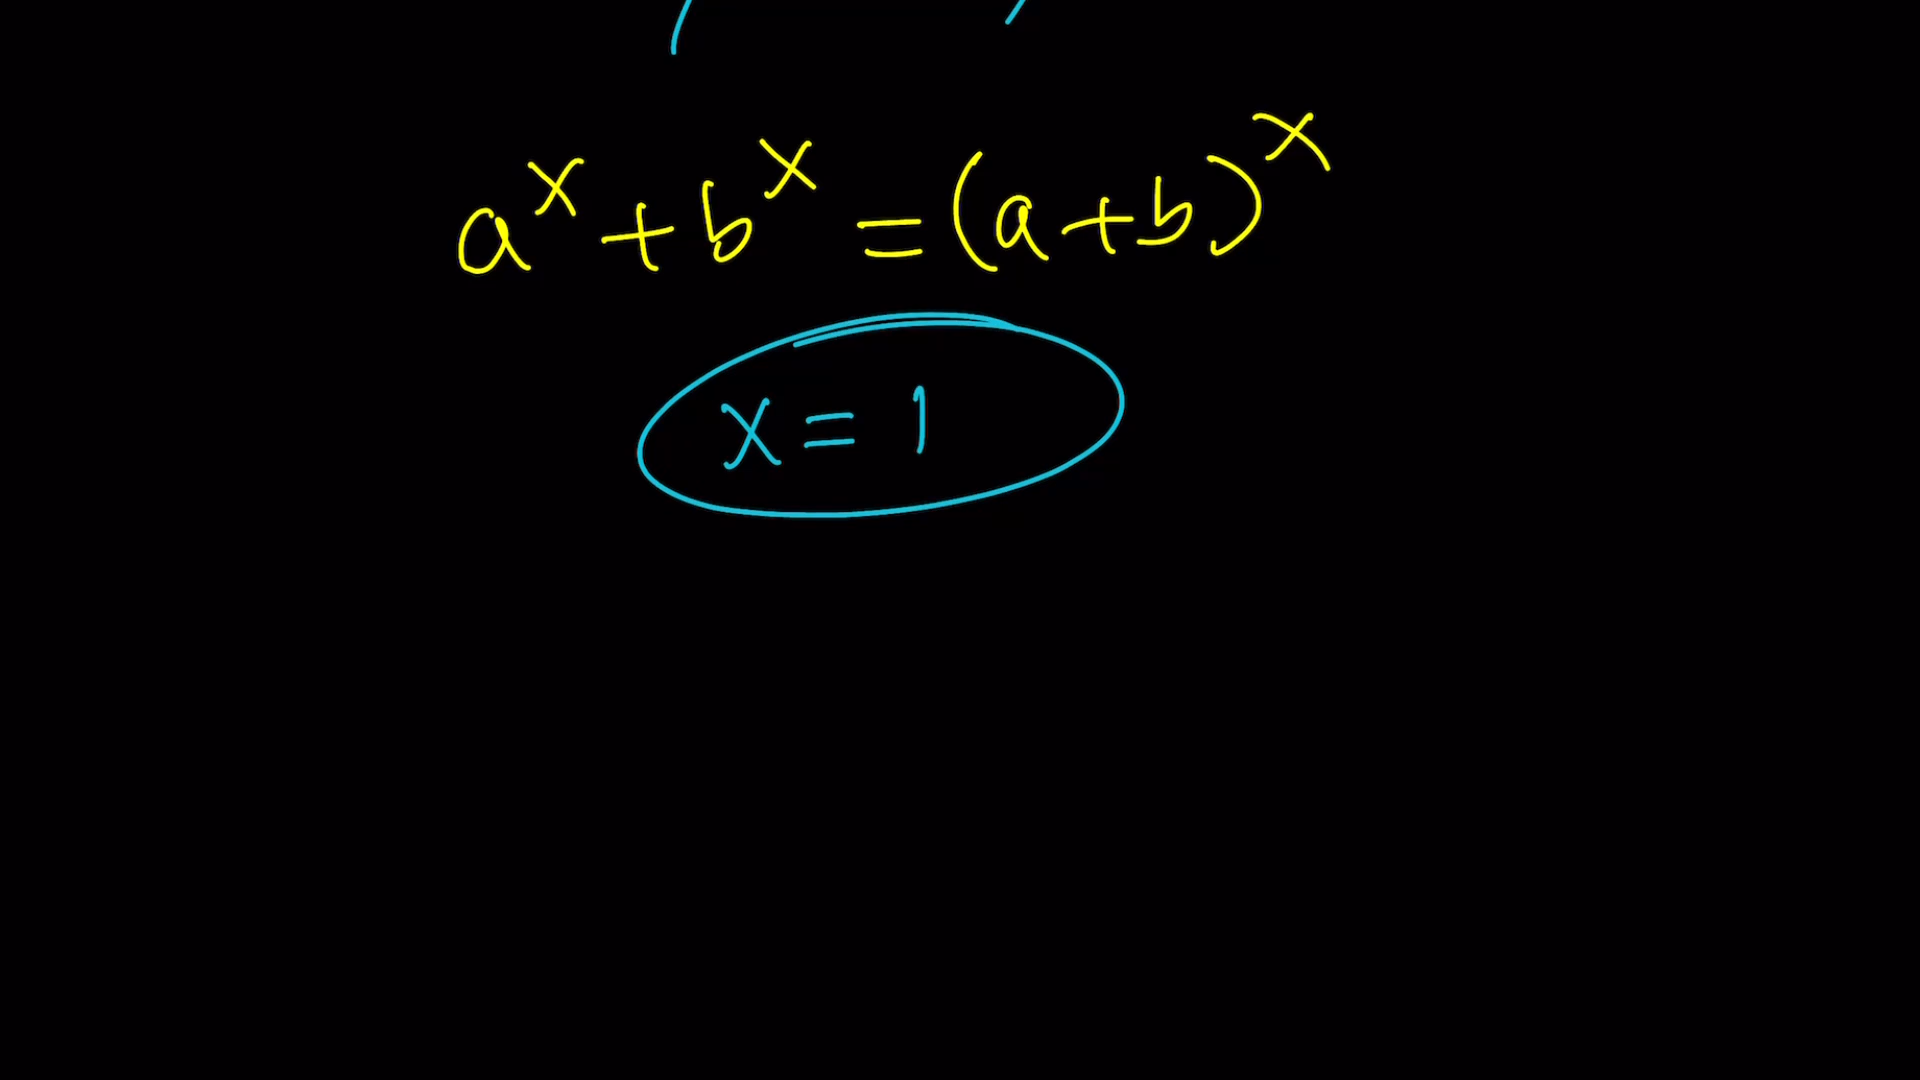 a^x + b^x = (a+b)^x
x = 1